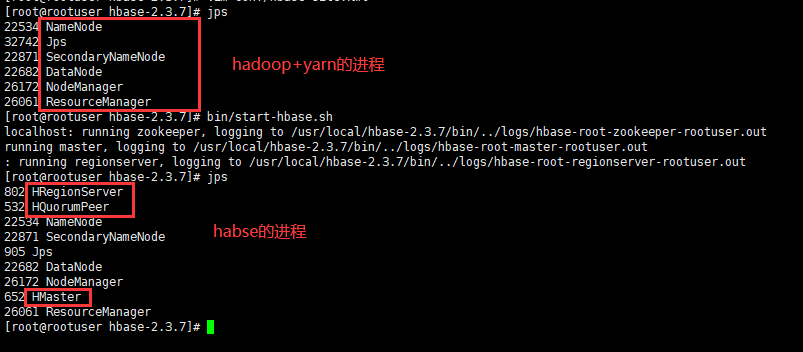 [root@rootuser hbase-2.3.7]# jps
22534 NameNode
32742 Jps
22871 SecondaryNameNode
22682 DataNode
26172 NodeManager
26061 ResourceManager
hadoop+yarn的进程
[root@rootuser hbase-2.3.7]# bin/start-hbase.sh
localhost: running zookeeper, logging to /usr/local/hbase-2.3.7/bin/../logs/hbase-root-zookeeper-rootuser.out
running master, logging to /usr/local/hbase-2.3.7/bin/../logs/hbase-root-master-rootuser.out
: running regionserver, logging to /usr/local/hbase-2.3.7/bin/../logs/hbase-root-regionserver-rootuser.out
[root@rootuser hbase-2.3.7]# jps
802 HRegionServer
532 HQuorumPeer
22534 NameNode
22871 SecondaryNameNode
habse的进程
905 Jps
22682 DataNode
26172 NodeManager
652 HMaster
26061 ResourceManager
[root@rootuser hbase-2.3.7]#